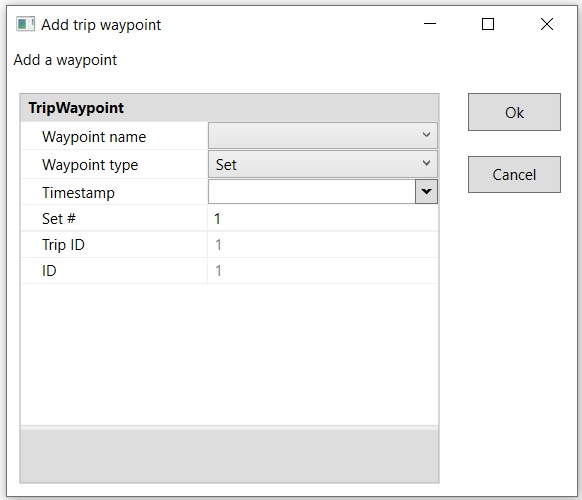 Add trip waypoint
Add a waypoint
TripWaypoint
Waypoint name
Waypoint type Set
Timestamp
Set # 1
Trip ID 1
ID 1
Ok
Cancel